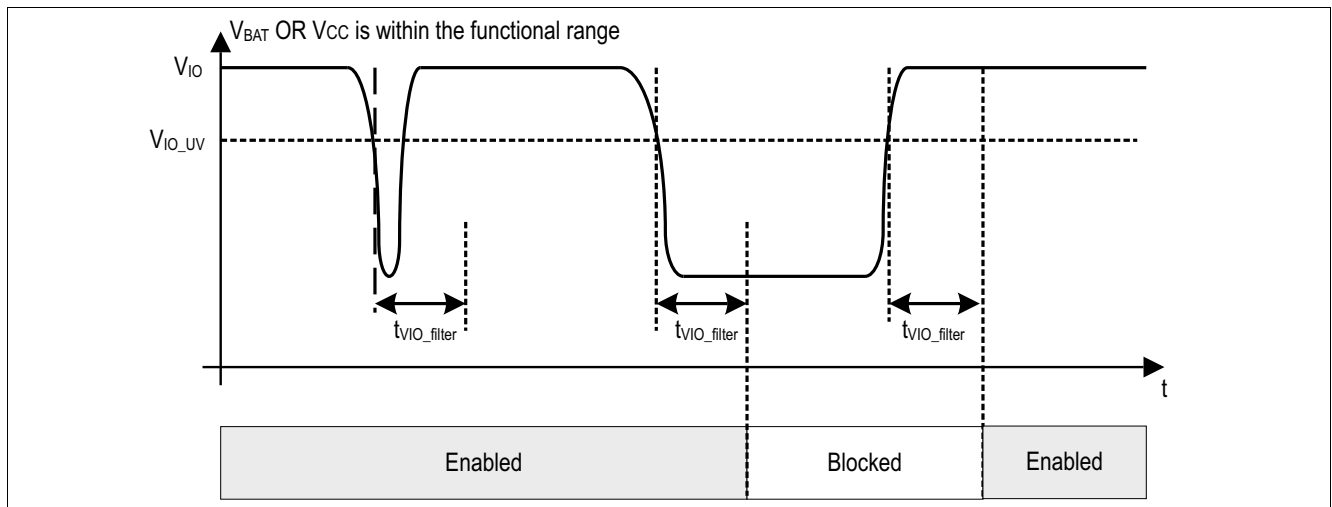 VBAT OR VCC is within the functional range
VIO
VIO_UV
tVIO_filter
tVIO_filter
tVIO_filter
t
Enabled
Blocked
Enabled